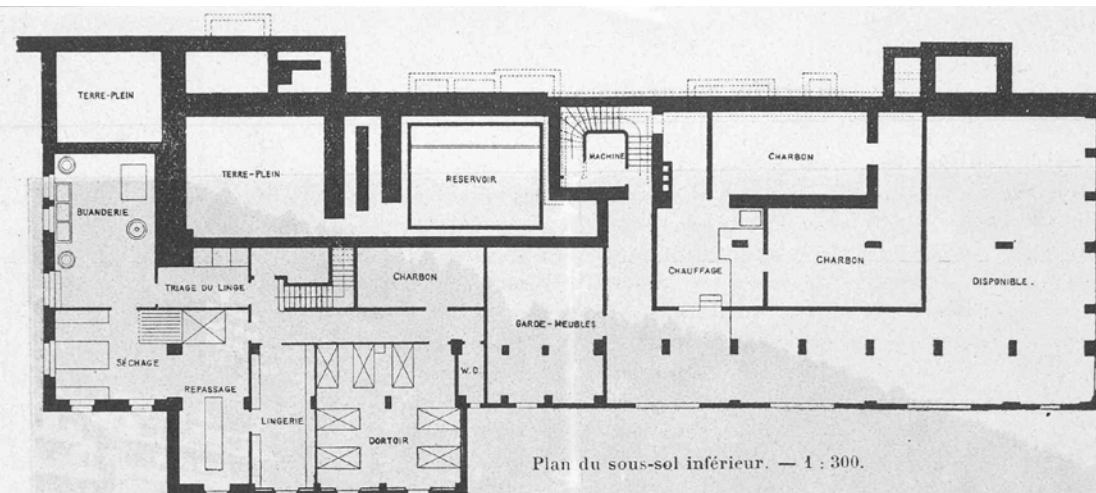 TERRE-PLEIN
BUANDERIE
TERRE-PLEIN
RESERVOIR
MACHINE
CHARBON
TRIAGE DU LINGE
CHARBON
CHAUFFAGE
CHARBON
DISPONIBLE.
GARDE-MEUBLES
SÉCHAGE
REPASSAGE
W.C.
LINGERIE
DORTOIR
Plan du sous-sol inférieur. — 1 : 300.